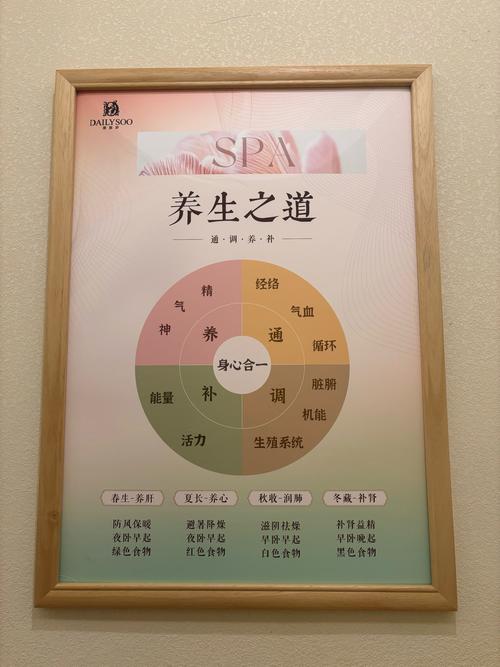 DAILYSOO
SPA
养生之道
通·调·养·补
精
气
神
养
经络
气血
循环
通
身心合一
能量
活力
补
脏腑
机能
生殖系统
调
春生-养肝
防风保暖
夜卧早起
绿色食物
夏长-养心
避暑降燥
夜卧早起
红色食物
秋收-润肺
滋阴祛燥
早卧早起
白色食物
冬藏-补肾
补肾益精
早卧晚起
黑色食物